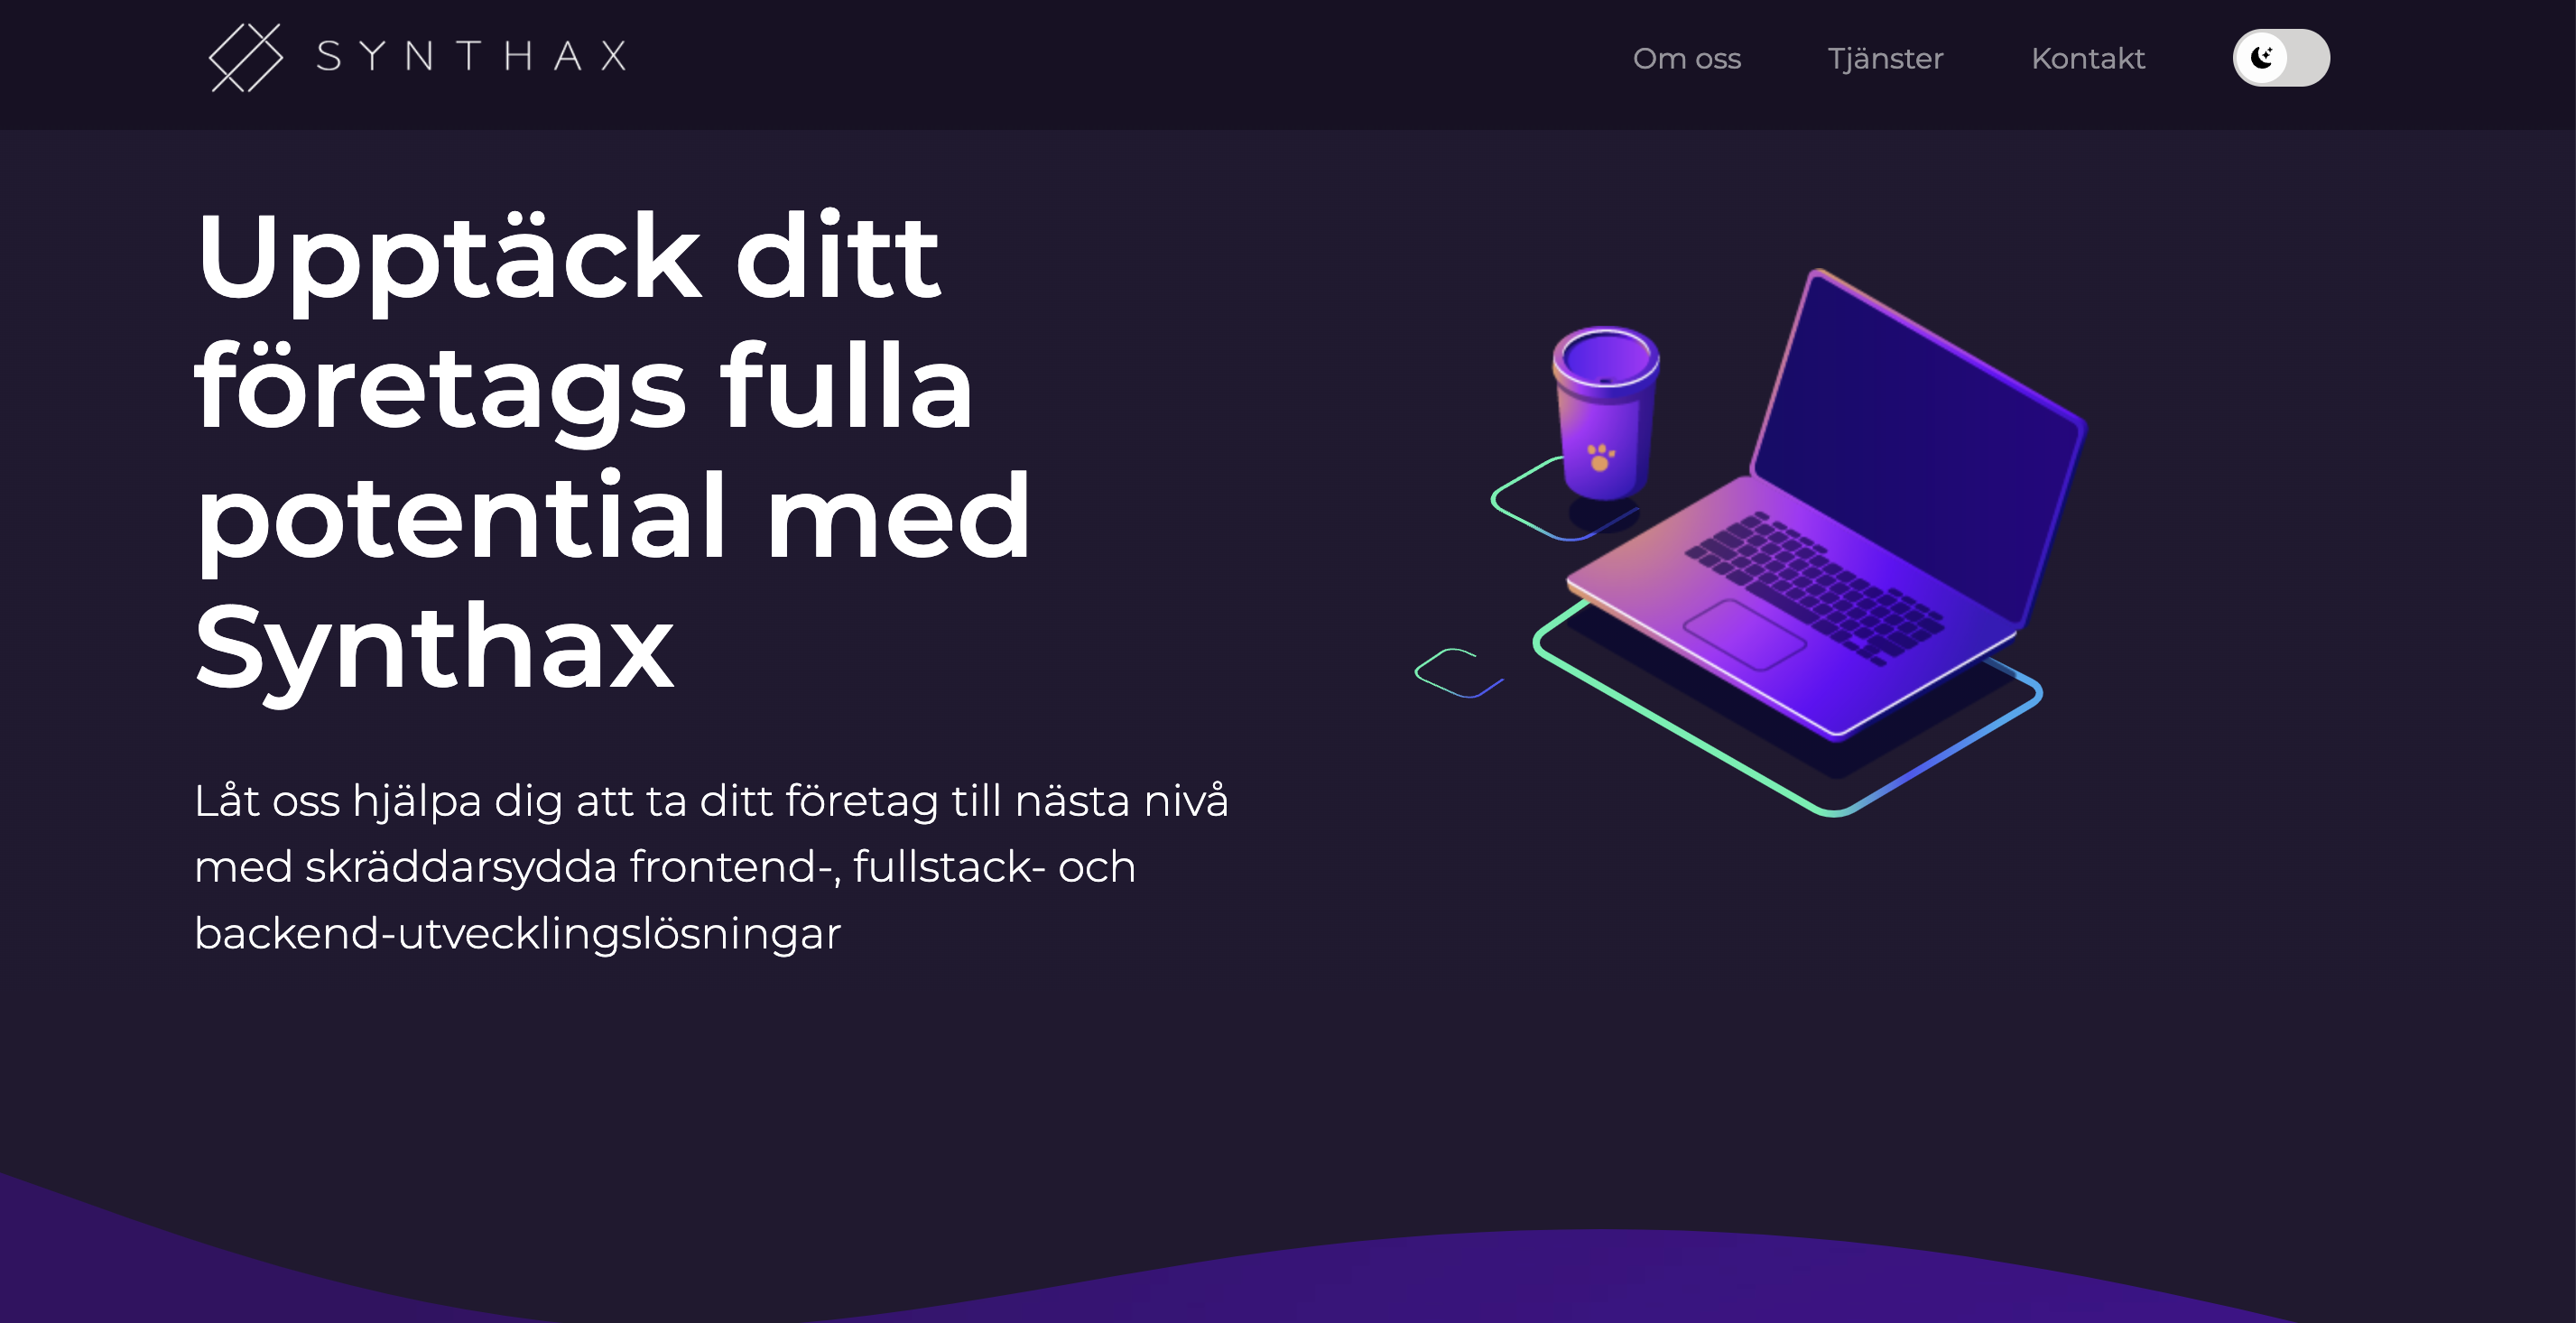 SYNTHAX
Om oss
Tjänster
Kontakt
Upptäck ditt
företags fulla
potential med
Synthax
Låt oss hjälpa dig att ta ditt företag till nästa nivå
med skräddarsydda frontend-, fullstack- och
backend-utvecklingslösningar